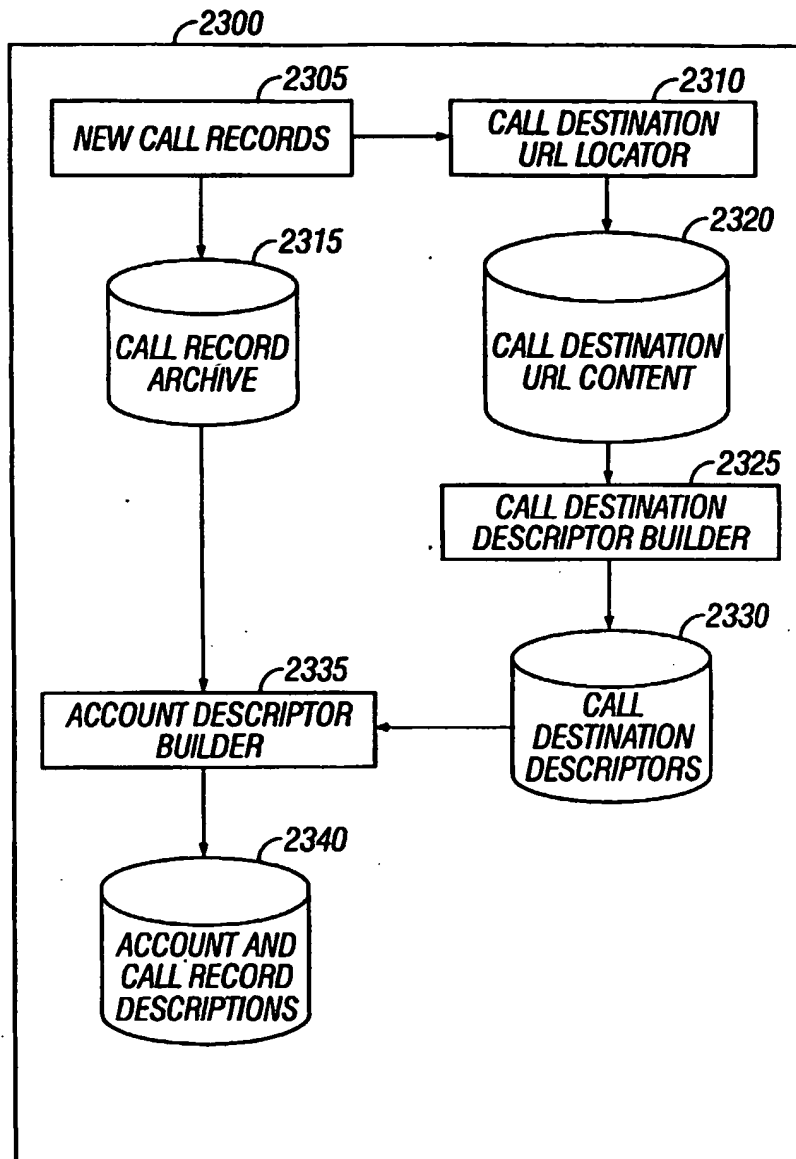 2300
2305
NEW CALL RECORDS
2310
CALL DESTINATION
URL LOCATOR
2315
CALL RECORD
ARCHIVE
2320
CALL DESTINATION
URL CONTENT
2325
CALL DESTINATION
DESCRIPTOR BUILDER
2330
CALL
DESTINATION
DESCRIPTORS
2335
ACCOUNT DESCRIPTOR
BUILDER
2340
ACCOUNT AND
CALL RECORD
DESCRIPTIONS